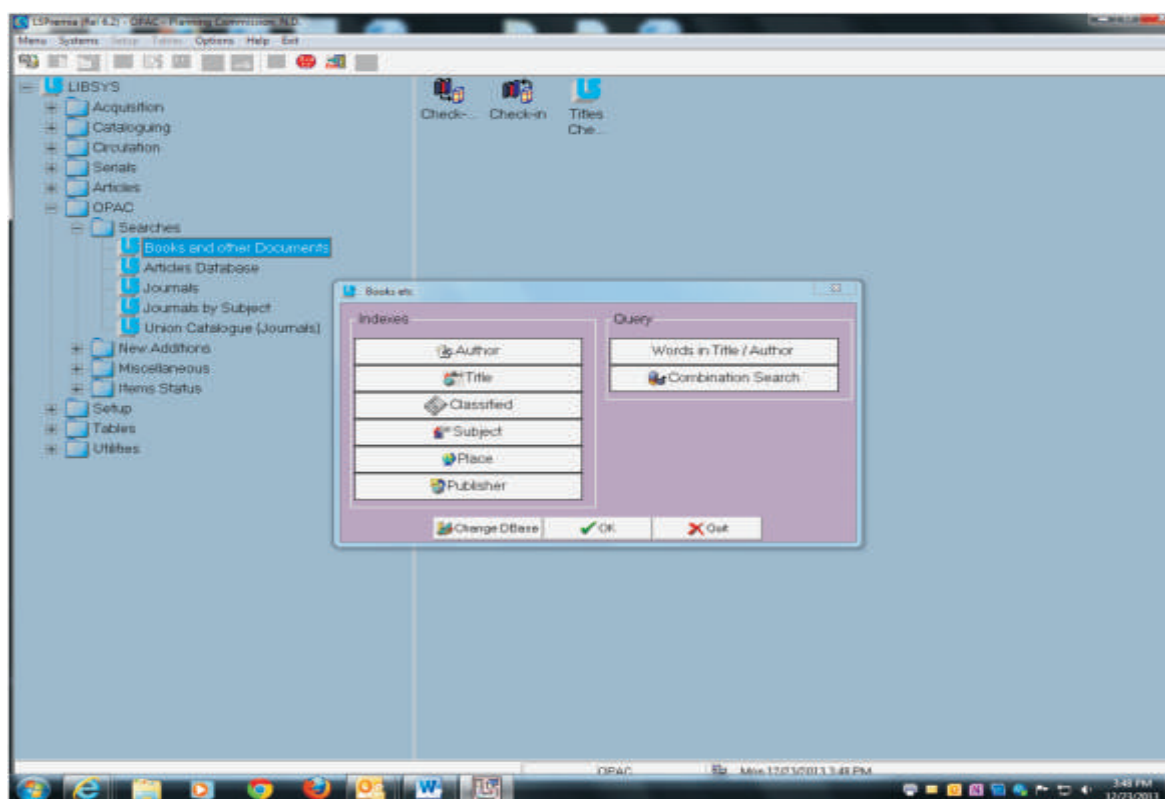 LSPremia (Rel 6.2) - OPAC - Planning Commission, N.D.
Menu Systems Setup Tables Options Help Exit
LIBSYS
Acquisition
Cataloguing
Circulation
Serials
Articles
OPAC
Searches
Books and other Documents
Articles Database
Journals
Journals by Subject
Union Catalogue (Journals)
New Additions
Miscellaneous
Items Status
Setup
Tables
Utilities
Check-... Check-in Titles
Che...
Books etc
Indexes
Author
Title
Classified
Subject
Place
Publisher
Query
Words in Title / Author
Combination Search
Change DBase OK Quit
OPAC Mon 12/23/2013 3:48 PM
3:48 PM
12/23/2013